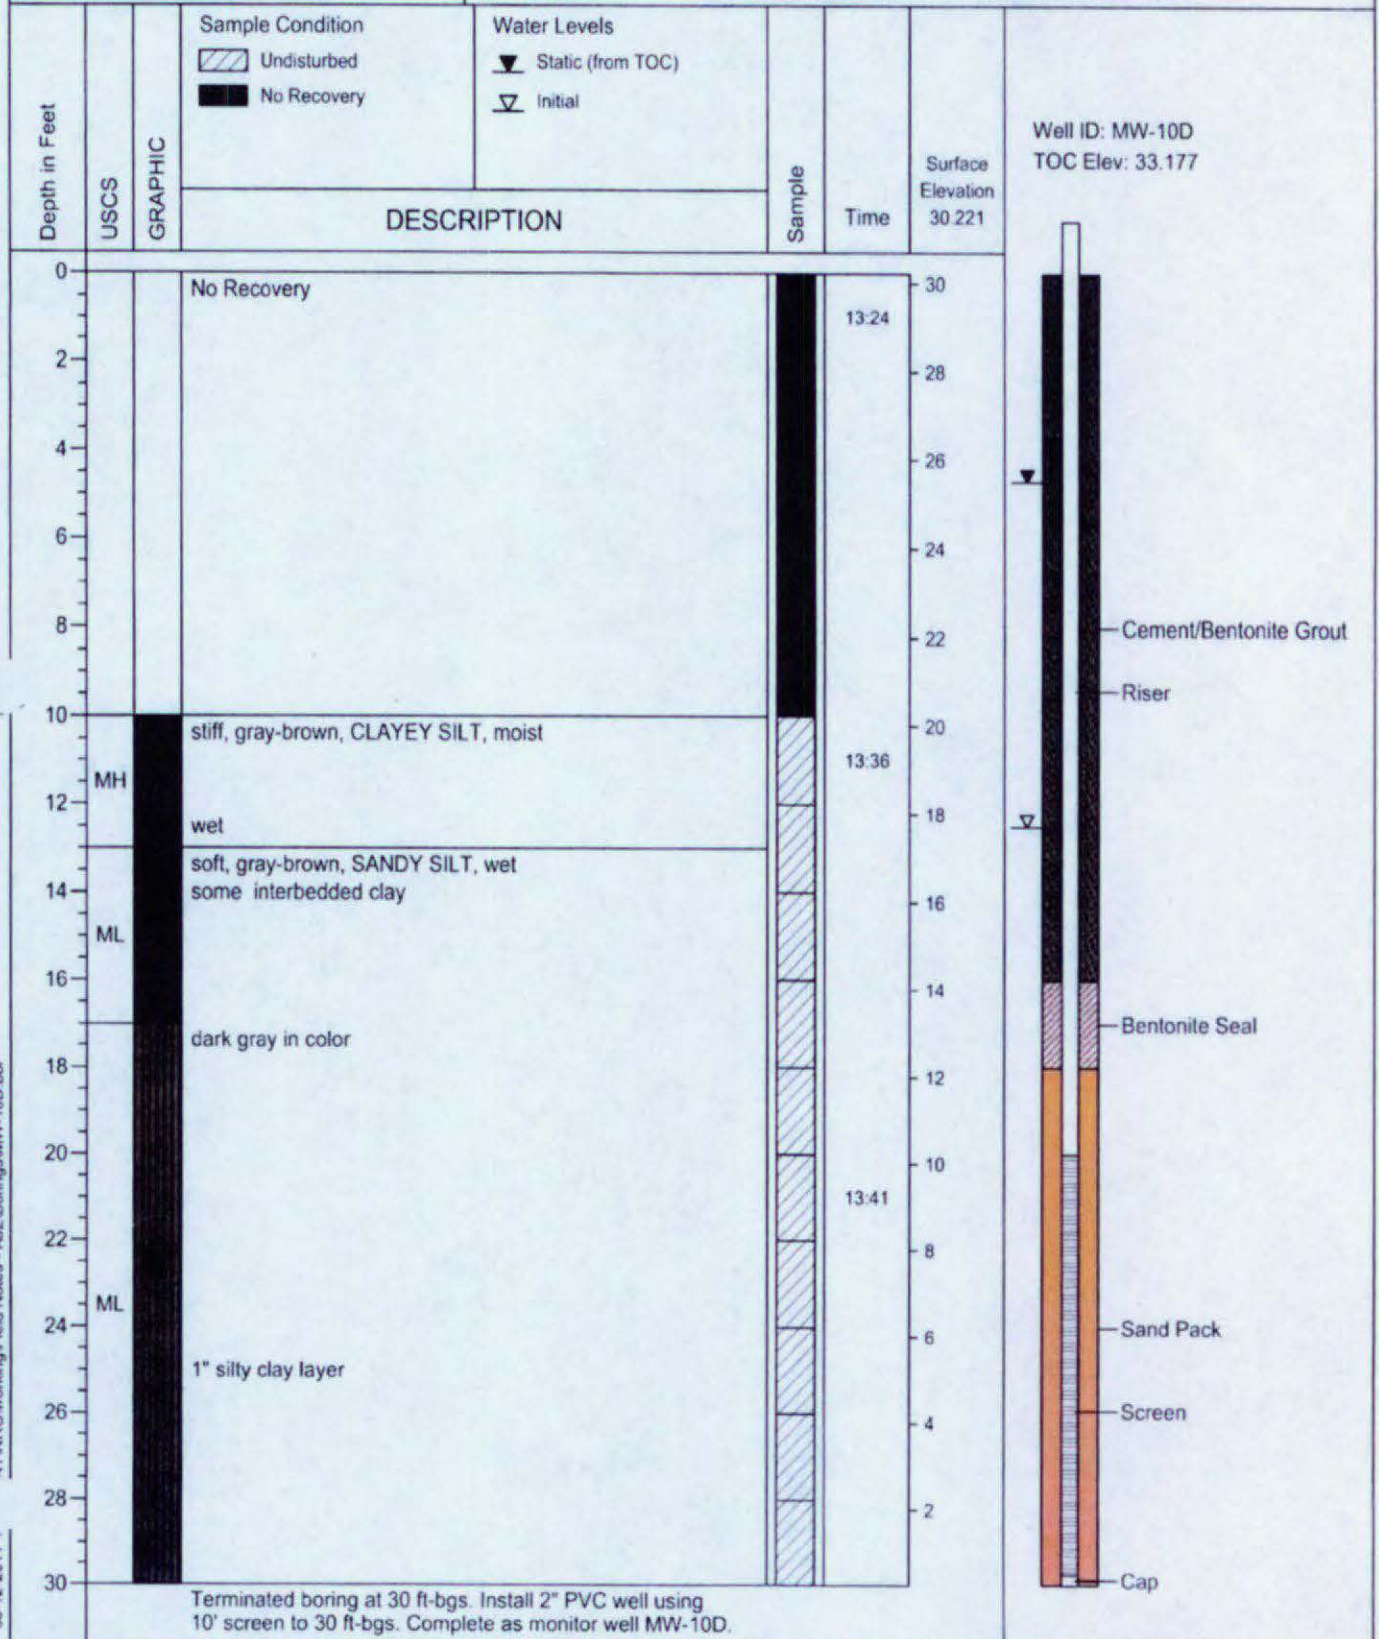 Sample Condition
Undisturbed
No Recovery
Water Levels
Static (from TOC)
Initial
Depth in Feet
USCS
GRAPHIC
DESCRIPTION
Sample
Time
Surface
Elevation
30.221
Well ID: MW-10D
TOC Elev: 33.177
0
No Recovery
13:24
30
2
28
4
26
6
24
8
22
Cement/Bentonite Grout
Riser
10
stiff, gray-brown, CLAYEY SILT, moist
20
13:36
MH
12
18
wet
soft, gray-brown, SANDY SILT, wet
some interbedded clay
14
16
ML
16
14
dark gray in color
Bentonite Seal
18
12
20
10
13:41
22
8
ML
24
6
Sand Pack
1" silty clay layer
26
4
Screen
28
2
30
Cap
Terminated boring at 30 ft-bgs. Install 2" PVC well using
10' screen to 30 ft-bgs. Complete as monitor well MW-10D.